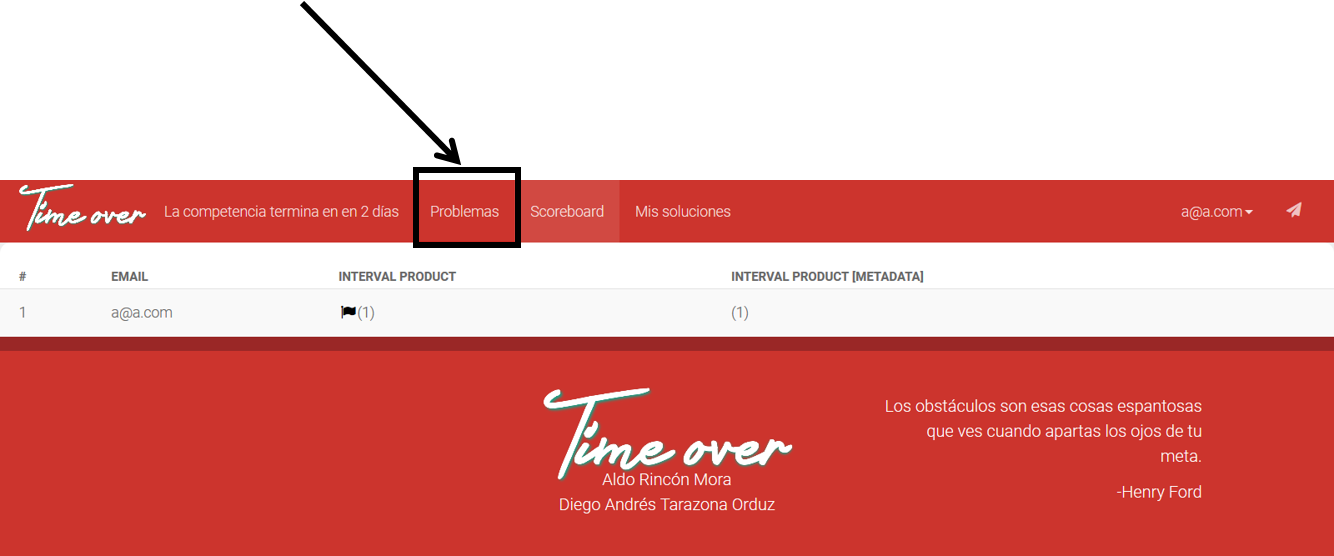 Time over La competencia termina en en 2 días Problemas Scoreboard Mis soluciones a@a.com
# EMAIL INTERVAL PRODUCT INTERVAL PRODUCT [METADATA]
1 a@a.com (1) (1)
Time over
Aldo Rincón Mora
Diego Andrés Tarazona Orduz
Los obstáculos son esas cosas espantosas
que ves cuando apartas los ojos de tu
meta.
-Henry Ford